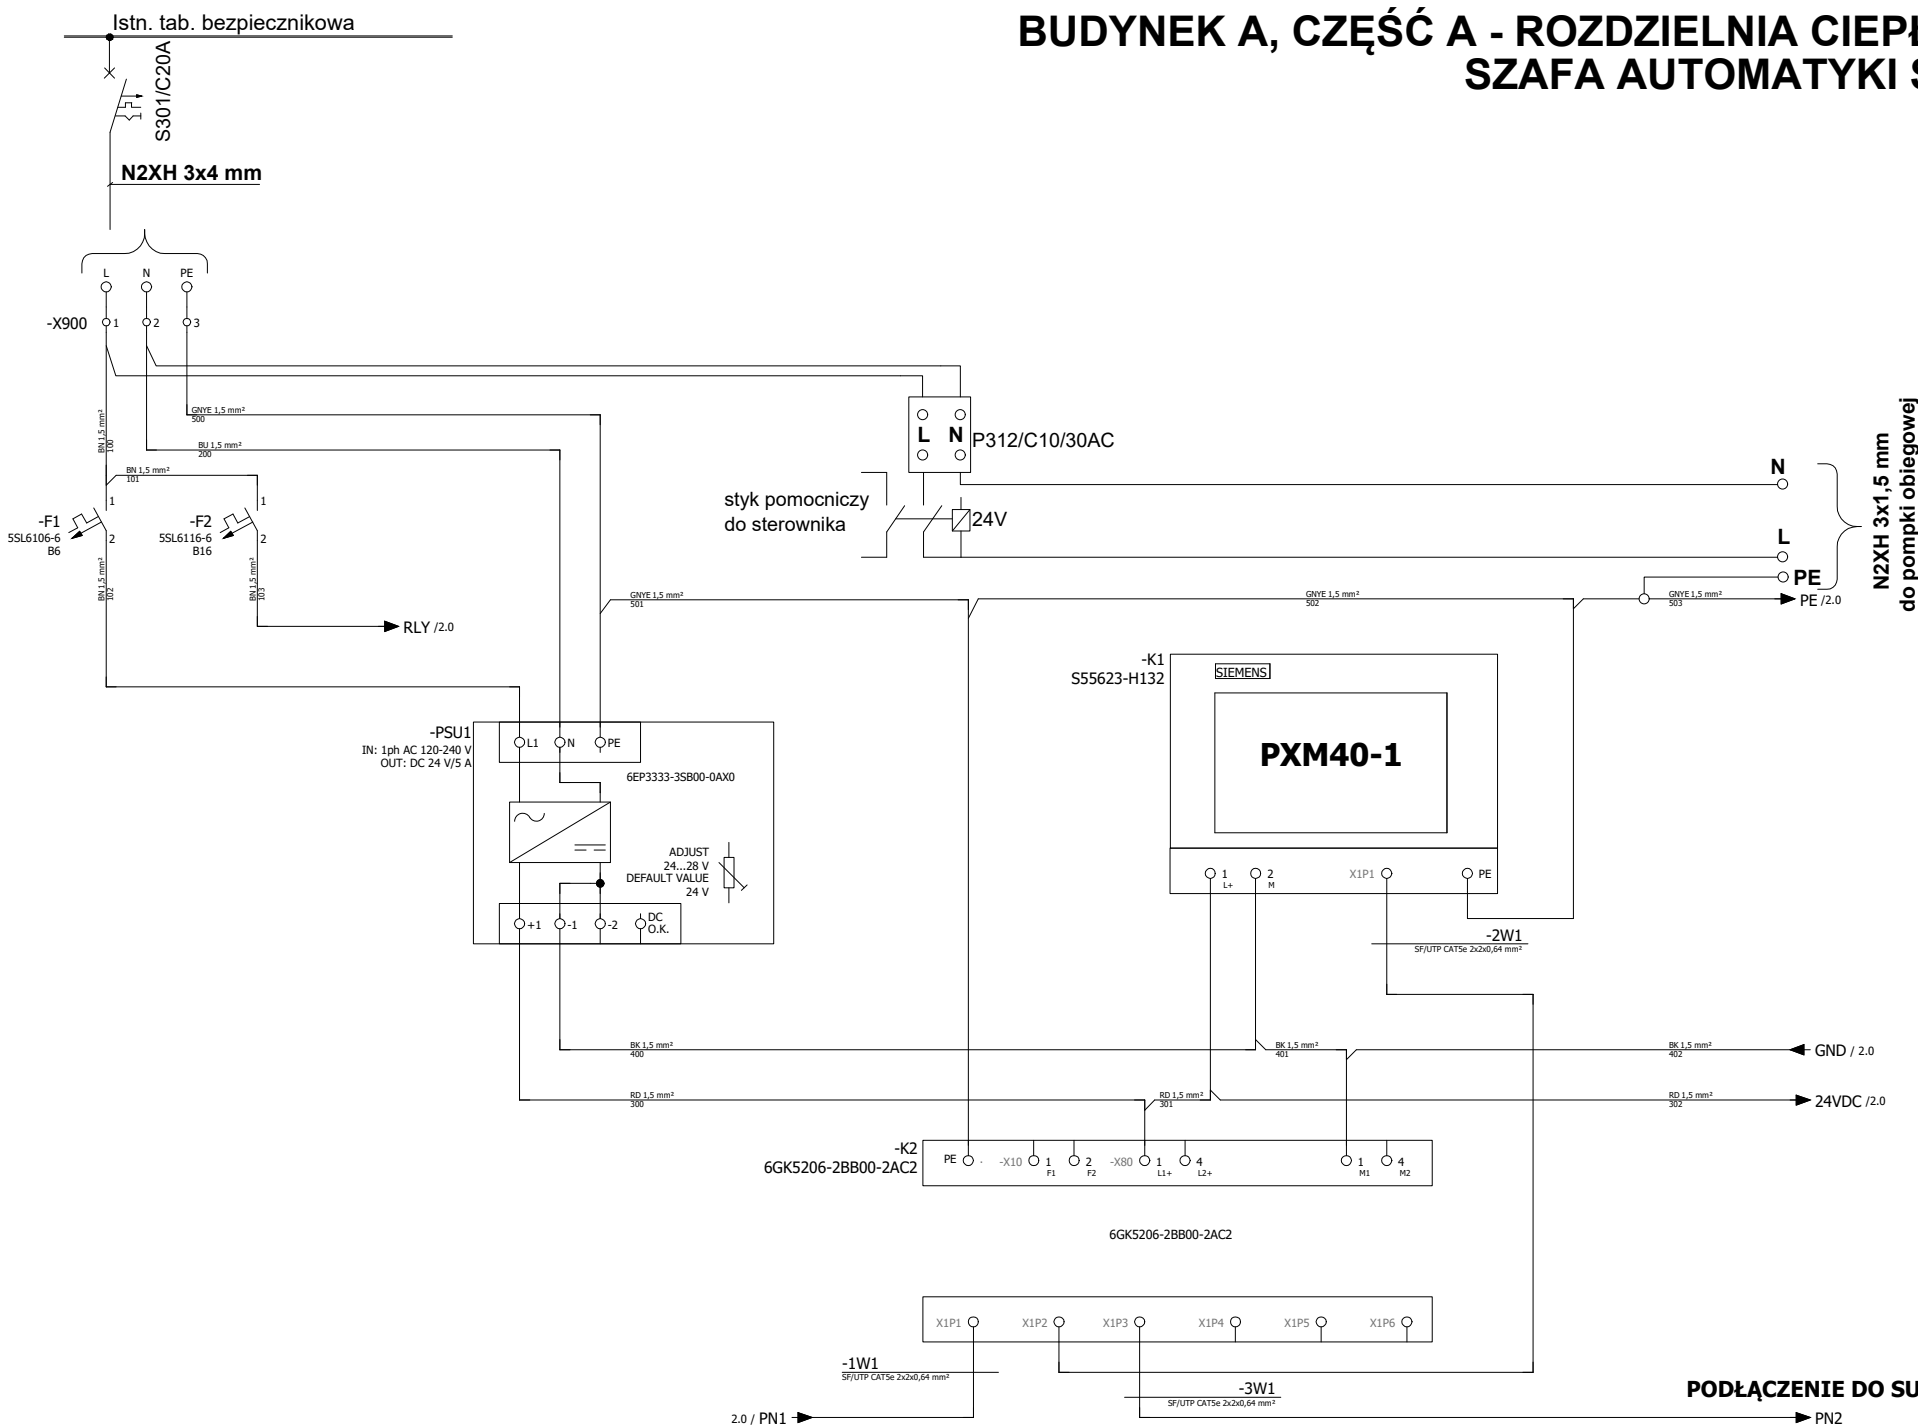 Istn. tab. bezpiecznikowa
BUDYNEK A, CZĘŚĆ A - ROZDZIELNIA CIEPŁ
SZAFA AUTOMATYKI S
S301/C20A
N2XH 3x4 mm
L N PE
-X900 1 2 3
GNYE 1,5 mm²
500
BN 1,5 mm²
100
BU 1,5 mm²
200
BN 1,5 mm²
101
L N P312/C10/30AC
styk pomocniczy
do sterownika
24V
N
L
PE
N2XH 3x1,5 mm
do pompki obiegowej
1
-F1
5SL6106-6
B6
2
1
-F2
5SL6116-6
B16
2
BN 1,5 mm²
102
BN 1,5 mm²
103
GNYE 1,5 mm²
501
GNYE 1,5 mm²
502
GNYE 1,5 mm²
503
PE /2.0
RLY /2.0
-K1
S55623-H132
SIEMENS
PXM40-1
1
L+
2
M
X1P1
PE
-PSU1
IN: 1ph AC 120-240 V
OUT: DC 24 V/5 A
L1 N PE
6EP3333-3SB00-0AX0
ADJUST
24...28 V
DEFAULT VALUE
24 V
+1 -1 -2 DC
O.K.
-2W1
SF/UTP CAT5e 2x2x0,64 mm²
BK 1,5 mm²
400
BK 1,5 mm²
401
BK 1,5 mm²
402
GND / 2.0
RD 1,5 mm²
300
RD 1,5 mm²
301
RD 1,5 mm²
302
24VDC /2.0
-K2
6GK5206-2BB00-2AC2
PE -X10 1 2 -X80 1 4 1 4
F1 F2 L1+ L2+ M1 M2
6GK5206-2BB00-2AC2
X1P1 X1P2 X1P3 X1P4 X1P5 X1P6
-1W1
SF/UTP CAT5e 2x2x0,64 mm²
-3W1
SF/UTP CAT5e 2x2x0,64 mm²
PODŁĄCZENIE DO SU
2.0 / PN1
PN2